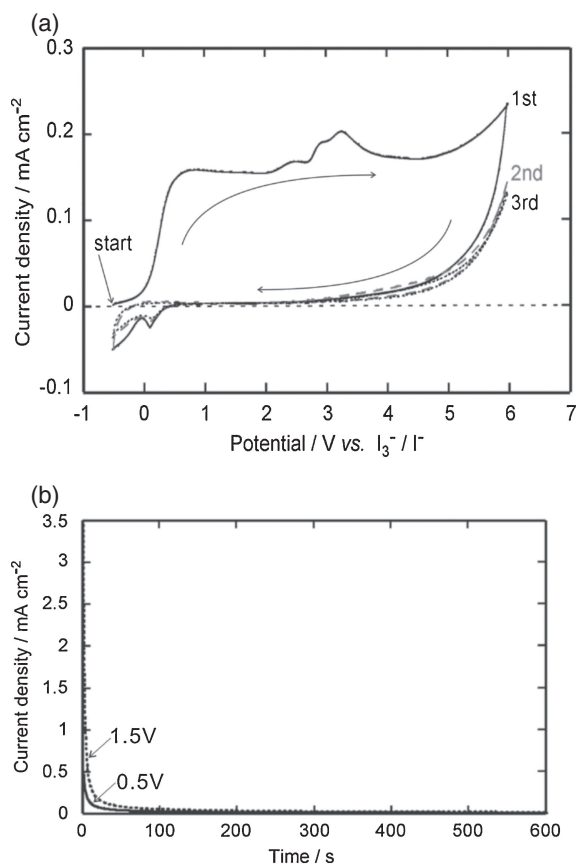 (a)
0.3
0.2
0.1
0
-0.1
Current density / mA cm⁻²
start
1st
2nd
3rd
-1 0 1 2 3 4 5 6 7
Potential / V vs. I₃⁻ / I⁻
(b)
3.5
3
2.5
2
1.5
1
0.5
0
Current density / mA cm⁻²
1.5V
0.5V
0 100 200 300 400 500 600
Time / s